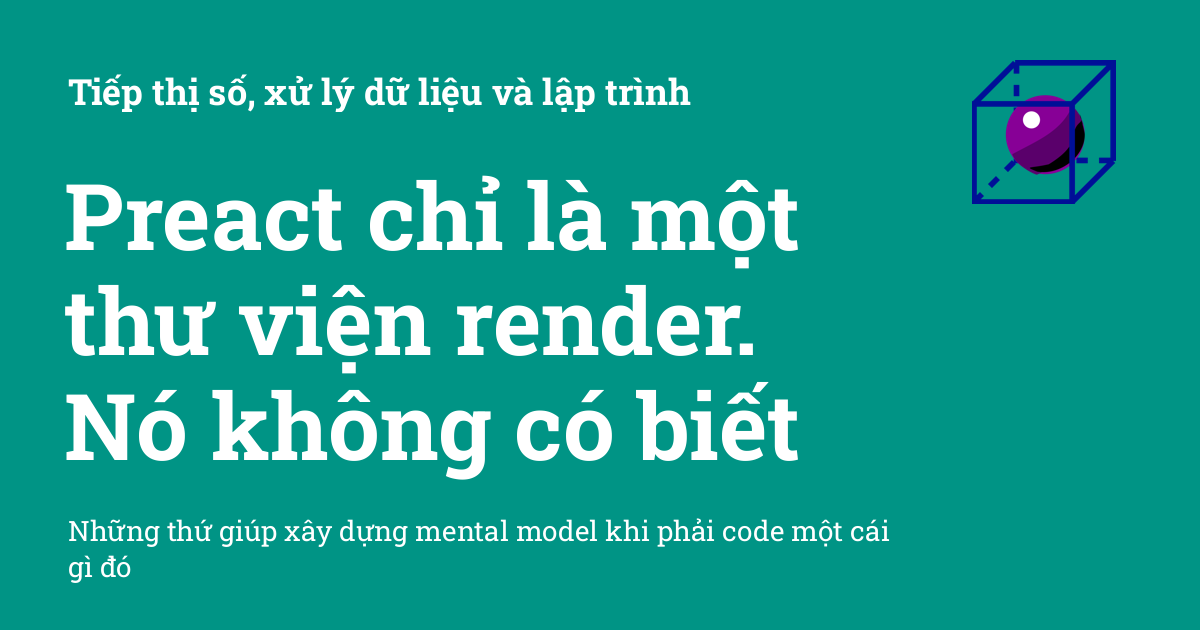 Tiếp thị số, xử lý dữ liệu và lập trình
Preact chỉ là một
thư viện render.
Nó không có biết
Những thứ giúp xây dựng mental model khi phải code một cái
gì đó